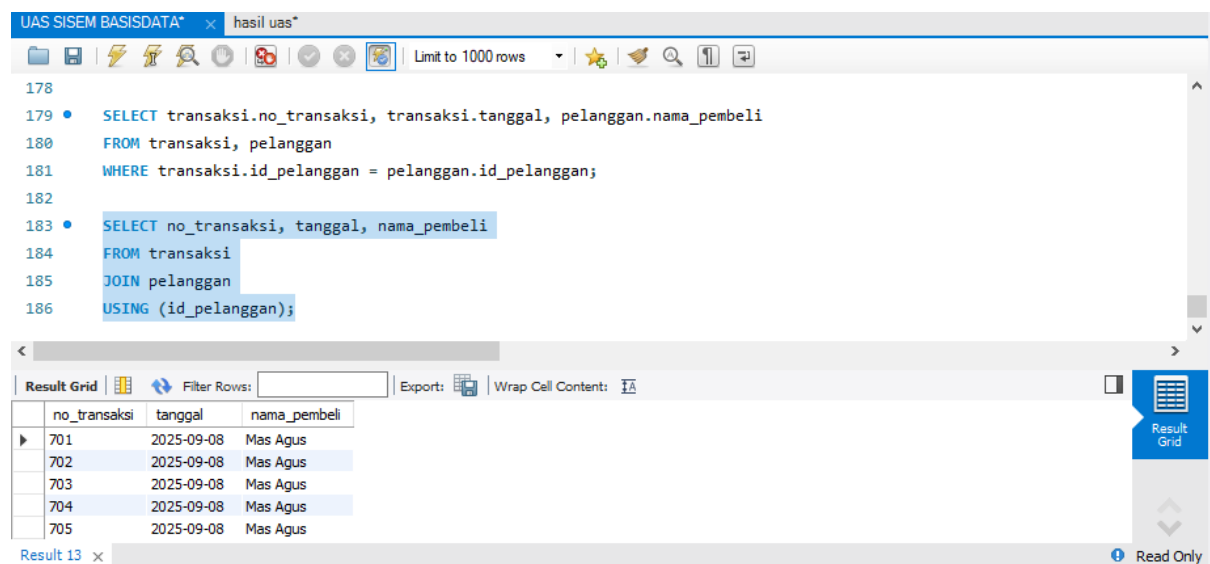 UAS SISEM BASISDATA* hasil uas*
Limit to 1000 rows
178
179 SELECT transaksi.no_transaksi, transaksi.tanggal, pelanggan.nama_pembeli
180 FROM transaksi, pelanggan
181 WHERE transaksi.id_pelanggan = pelanggan.id_pelanggan;
182
183 SELECT no_transaksi, tanggal, nama_pembeli
184 FROM transaksi
185 JOIN pelanggan
186 USING (id_pelanggan);
Result Grid Filter Rows: Export: Wrap Cell Content:
no_transaksi tanggal nama_pembeli
701 2025-09-08 Mas Agus
702 2025-09-08 Mas Agus
703 2025-09-08 Mas Agus
704 2025-09-08 Mas Agus
705 2025-09-08 Mas Agus
Result
Grid
Result 13 Read Only